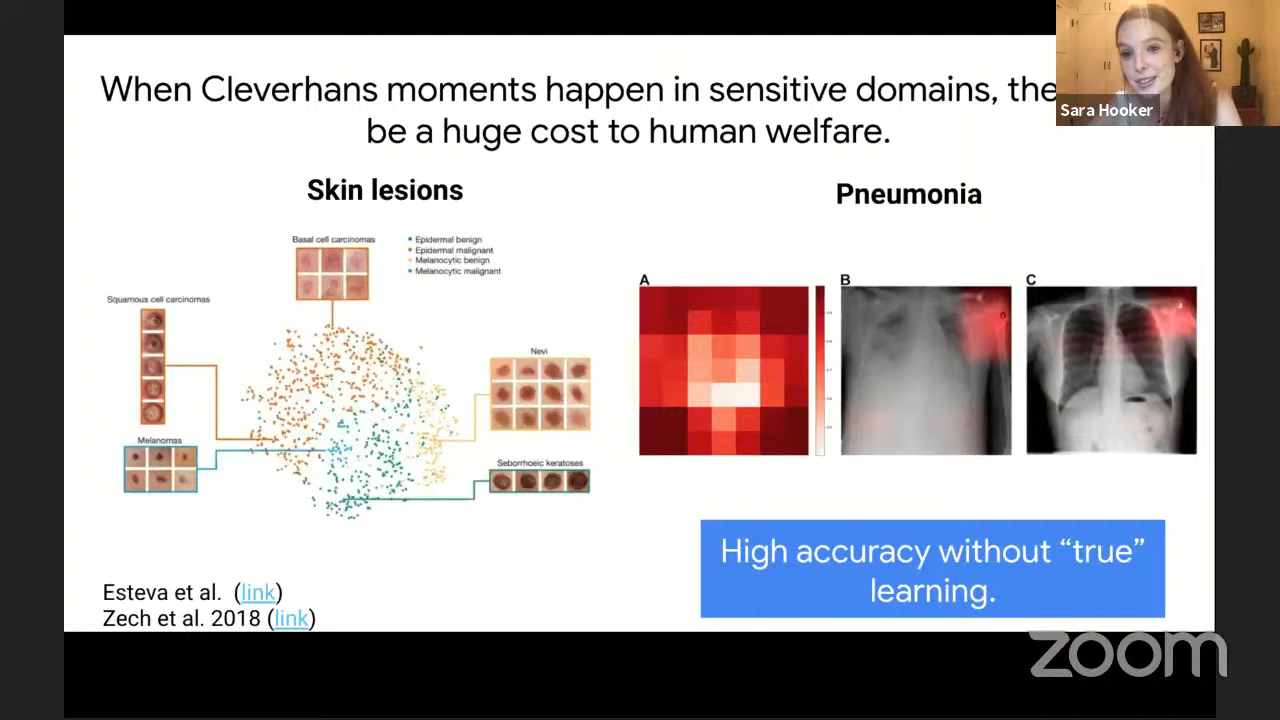 When Cleverhans moments happen in sensitive domains, the
be a huge cost to human welfare.
Sara Hooker
Skin lesions
Pneumonia
Basal cell carcinomas
Epidermal benign
Epidermal malignant
Melanocytic benign
Melanocytic malignant
Squamous cell carcinomas
Nevi
Melanomas
Seborrhoeic keratoses
A
B
C
High accuracy without “true”
learning.
Esteva et al. (link)
Zech et al. 2018 (link)
zoom